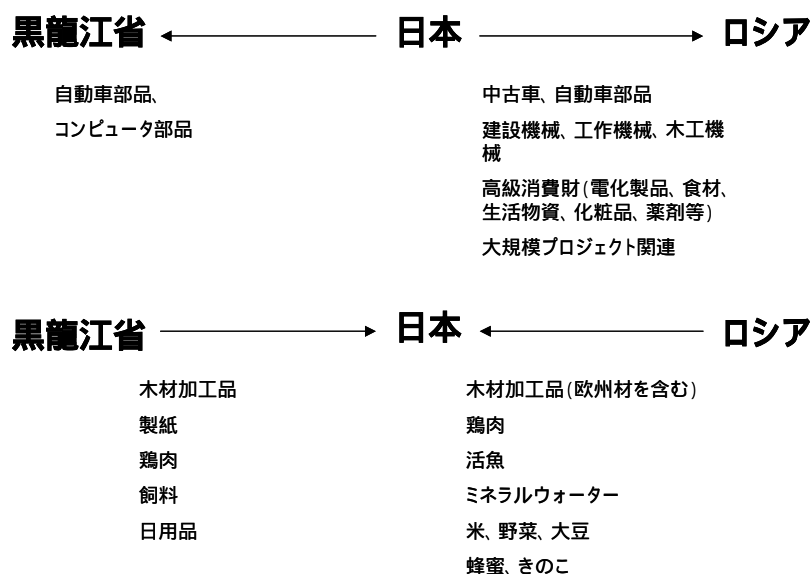 黒龍江省 日本 ロシア
自動車部品、
コンピュータ部品
中古車、自動車部品
建設機械、工作機械、木工機
械
高級消費財(電化製品、食材、
生活物資、化粧品、薬剤等)
大規模プロジェクト関連
黒龍江省 日本 ロシア
木材加工品
製紙
鶏肉
飼料
日用品
木材加工品(欧州材を含む)
鶏肉
活魚
ミネラルウォーター
米、野菜、大豆
蜂蜜、きのこ